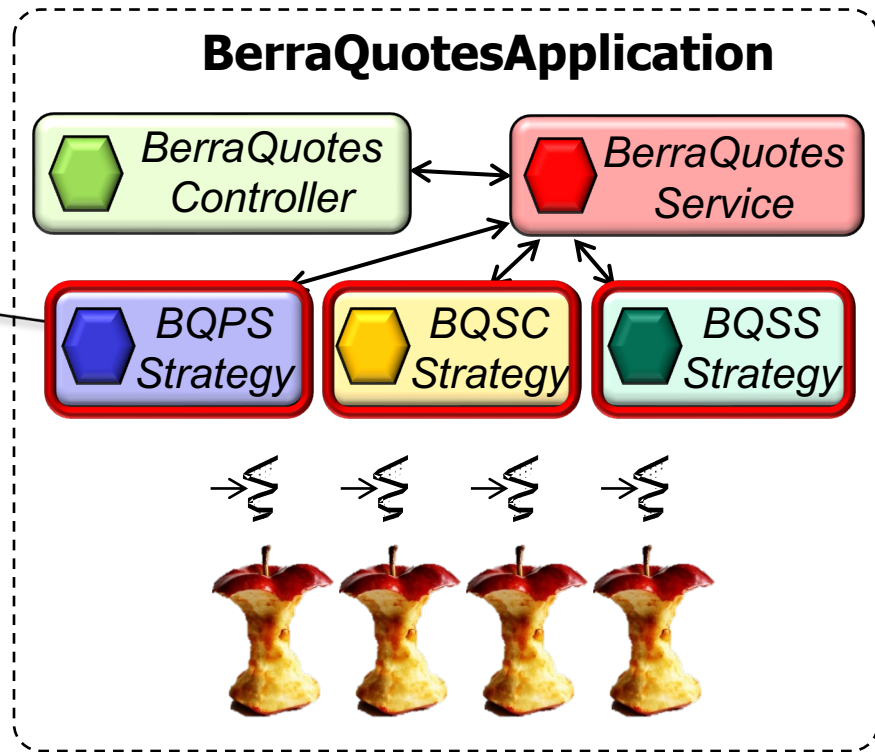 BerraQuotesApplication
BerraQuotes
Controller
BerraQuotes
Service
BQPS
Strategy
BQSC
Strategy
BQSS
Strategy